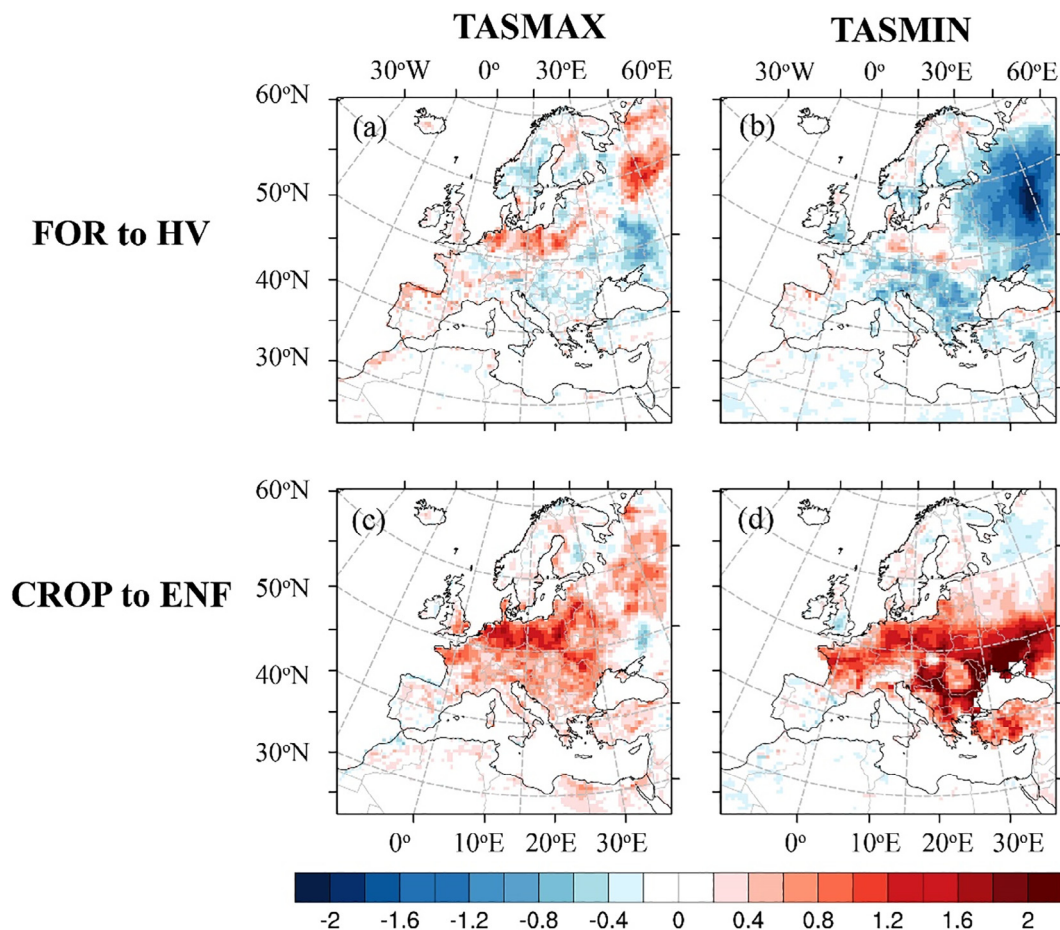 TASMAX TASMIN
30°W 0° 30°E 60°E 30°W 0° 30°E 60°E
60°N
(a) (b)
50°N
FOR to HV
40°N
30°N
60°N
(c) (d)
50°N
CROP to ENF
40°N
30°N
0° 10°E 20°E 30°E 0° 10°E 20°E 30°E
-2 -1.6 -1.2 -0.8 -0.4 0 0.4 0.8 1.2 1.6 2